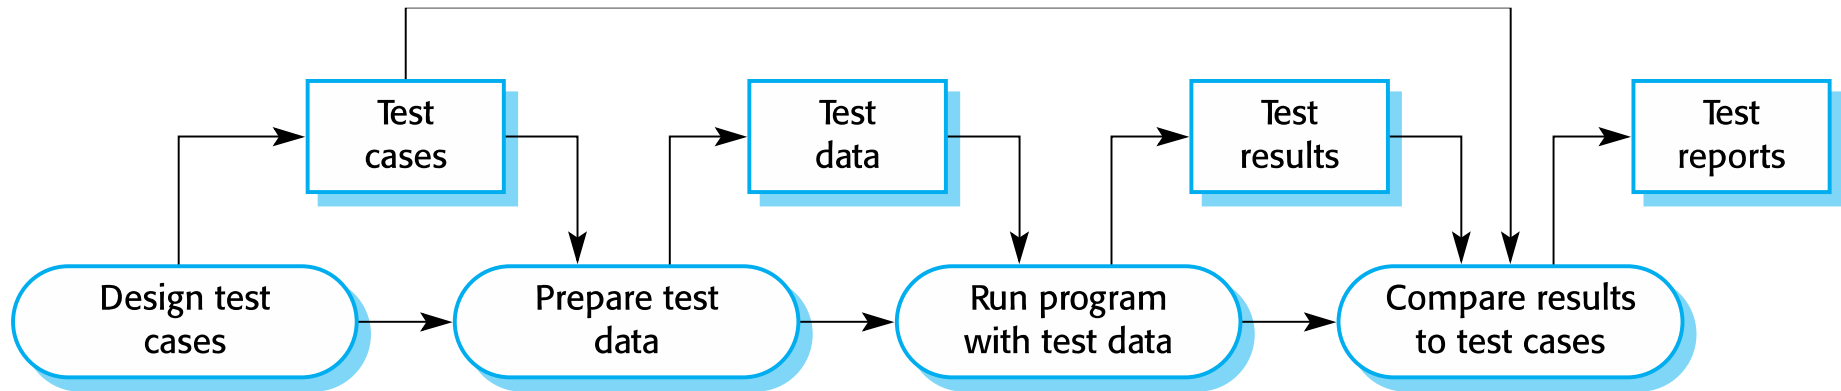 Test
cases
Test
data
Test
results
Test
reports
Design test
cases
Prepare test
data
Run program
with test data
Compare results
to test cases